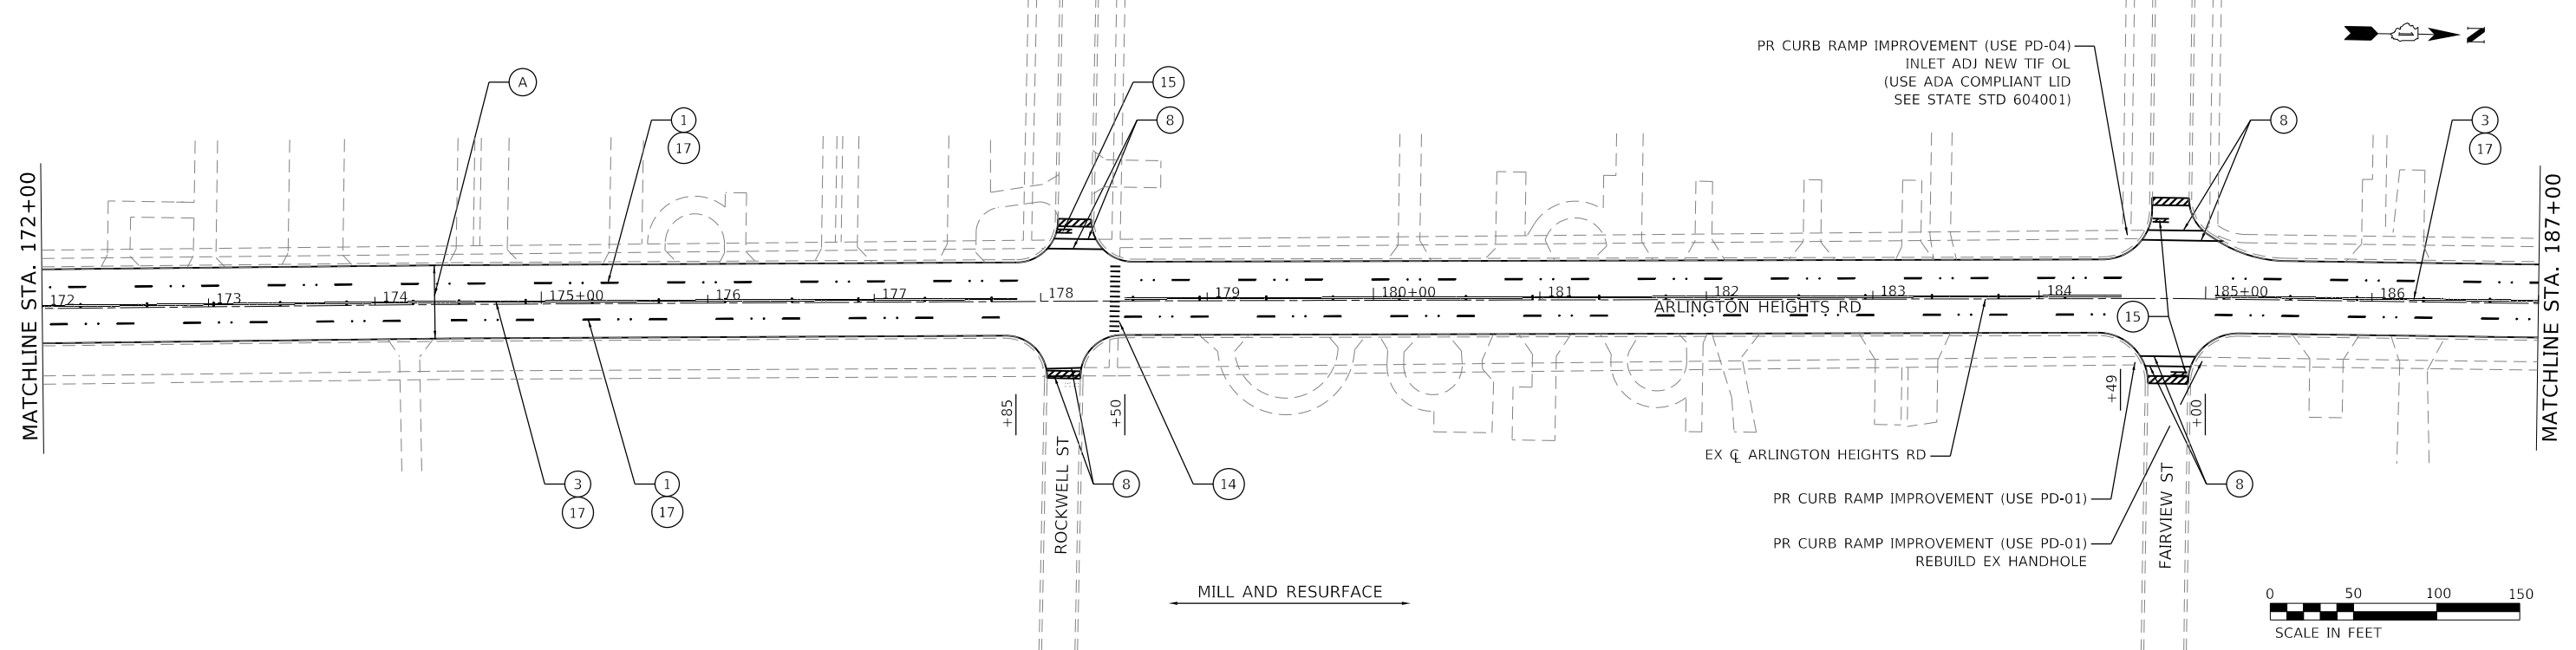 PR CURB RAMP IMPROVEMENT (USE PD-04)
INLET ADJ NEW TIF OL
(USE ADA COMPLIANT LID
SEE STATE STD 604001)
N
A
15
1
17
8
8
3
17
MATCHLINE STA. 172+00
MATCHLINE STA. 187+00
172
173
174
175+00
176
177
178
179
180+00
181
182
183
184
185+00
186
ARLINGTON HEIGHTS RD
15
+85
+50
+49
+00
EX ℄ ARLINGTON HEIGHTS RD
3
17
1
17
8
14
8
ROCKWELL ST
FAIRVIEW ST
PR CURB RAMP IMPROVEMENT (USE PD-01)
PR CURB RAMP IMPROVEMENT (USE PD-01)
REBUILD EX HANDHOLE
MILL AND RESURFACE
0 50 100 150
SCALE IN FEET